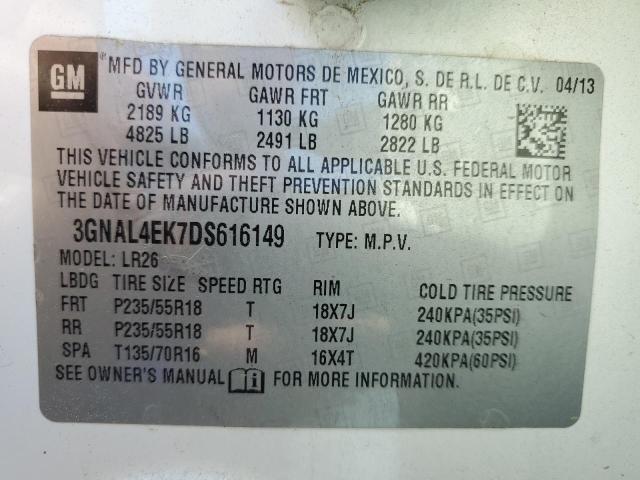 GM
® MFD BY GENERAL MOTORS DE MEXICO, S. DE R.L. DE C.V. 04/13
GVWR GAWR FRT GAWR RR
2189 KG 1130 KG 1280 KG
4825 LB 2491 LB 2822 LB
THIS VEHICLE CONFORMS TO ALL APPLICABLE U.S. FEDERAL MOTOR
VEHICLE SAFETY AND THEFT PREVENTION STANDARDS IN EFFECT ON
THE DATE OF MANUFACTURE SHOWN ABOVE.
3GNAL4EK7DS616149 TYPE: M.P.V.
MODEL: LR26
LBDG TIRE SIZE SPEED RTG RIM COLD TIRE PRESSURE
FRT P235/55R18 T 18X7J 240KPA(35PSI)
RR P235/55R18 T 18X7J 240KPA(35PSI)
SPA T135/70R16 M 16X4T 420KPA(60PSI)
SEE OWNER'S MANUAL FOR MORE INFORMATION.